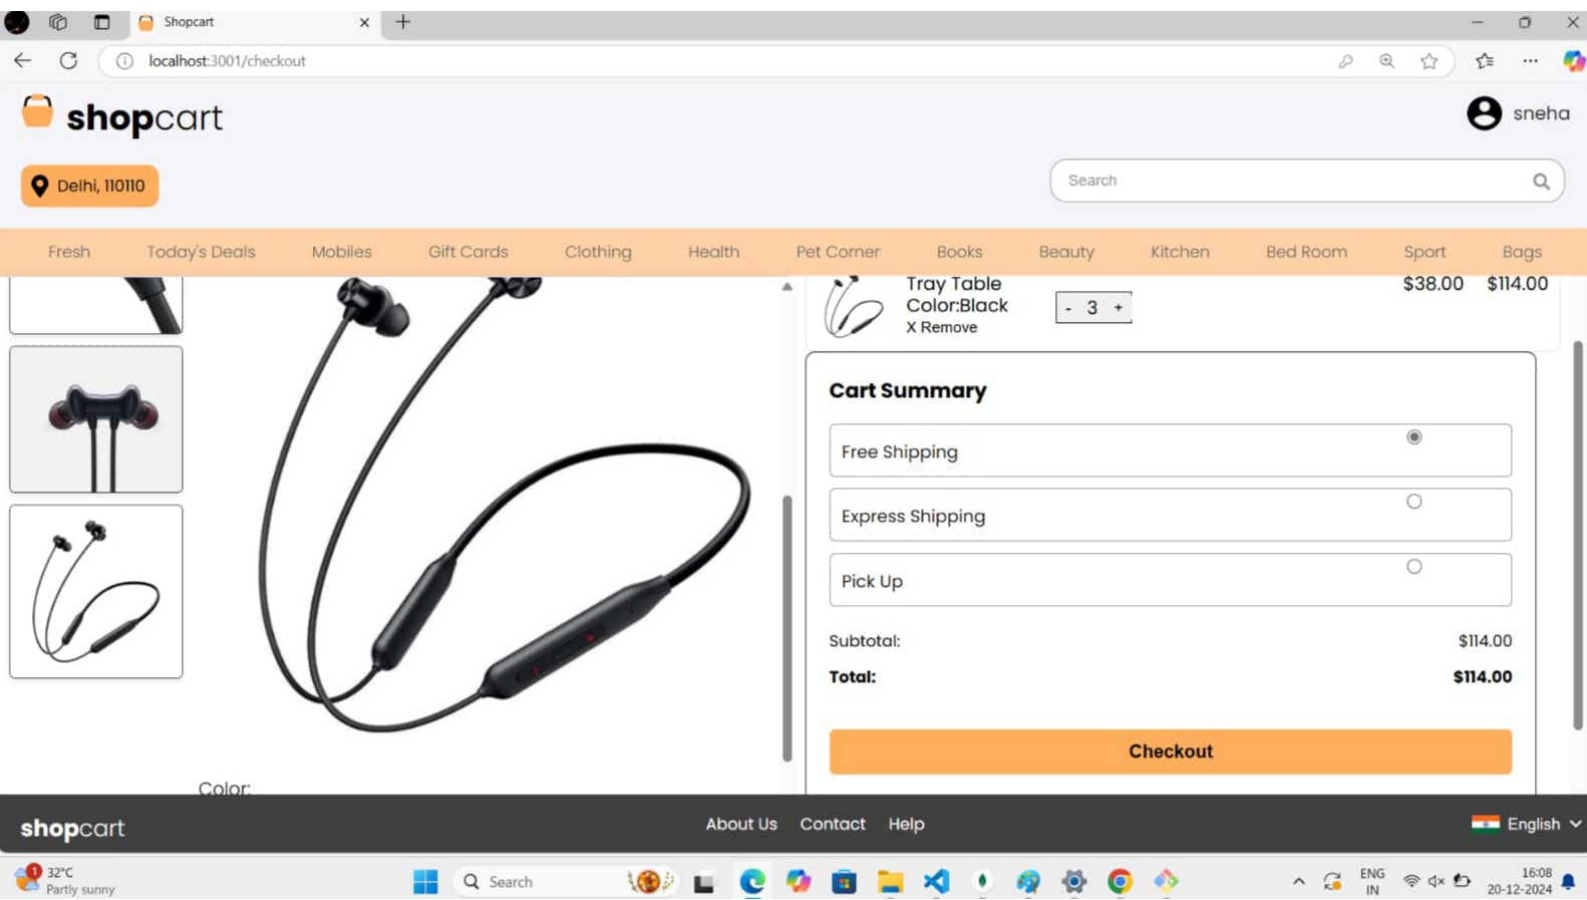 Shopcart
localhost:3001/checkout
shopcart
sneha
Delhi, 110110
Search
Fresh Today's Deals Mobiles Gift Cards Clothing Health Pet Corner Books Beauty Kitchen Bed Room Sport Bags
Tray Table
Color:Black
X Remove
- 3 +
$38.00 $114.00
Cart Summary
Free Shipping
Express Shipping
Pick Up
Subtotal: $114.00
Total: $114.00
Checkout
Color:
shopcart
About Us Contact Help
English
1
32°C
Partly sunny
Search
ENG
IN
16:08
20-12-2024